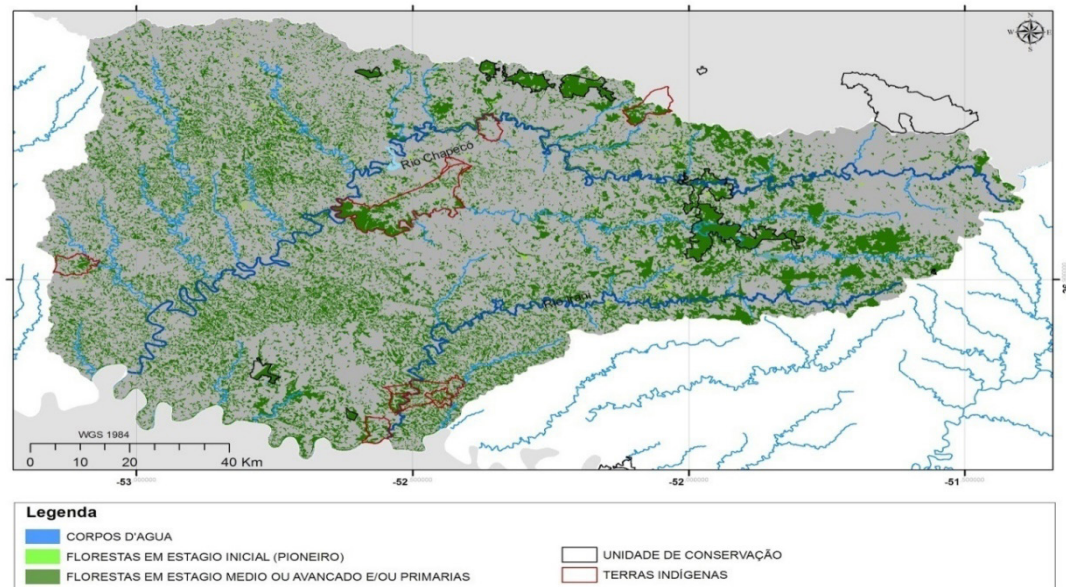 N
W E
S
Rio Chapecó
WGS 1984
0 10 20 40 Km
-53 -52 -52 -51
Legenda
CORPOS D'AGUA
FLORESTAS EM ESTAGIO INICIAL (PIONEIRO)
FLORESTAS EM ESTAGIO MEDIO OU AVANCADO E/OU PRIMARIAS
UNIDADE DE CONSERVAÇÃO
TERRAS INDÍGENAS